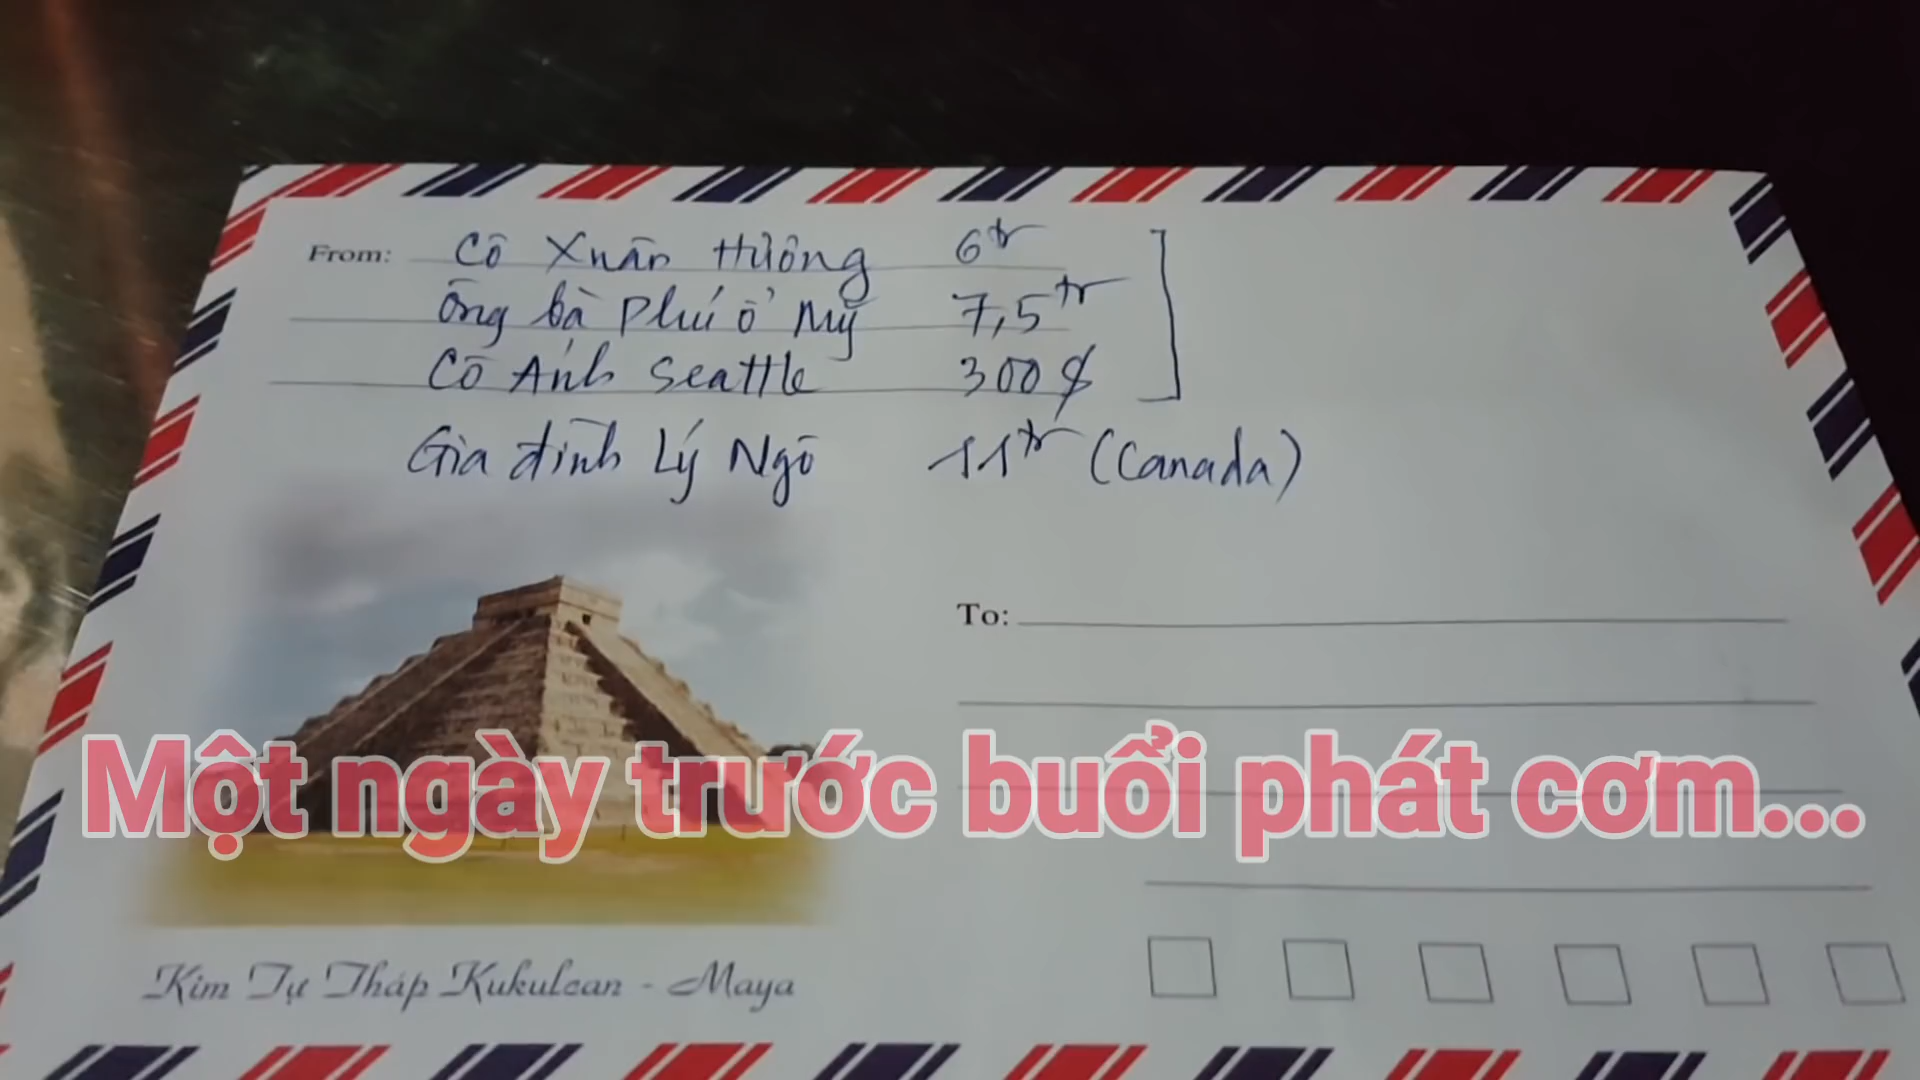 From: Cô Xuân Hương 6tr
Ông bà Phú ở Mỹ 7,5tr
Cô Ánh Seattle 300$
Gia đình Lý Ngô 11tr (Canada)
To:
Một ngày trước buổi phát cơm...
Kim Tự Tháp Kukulcan - Maya